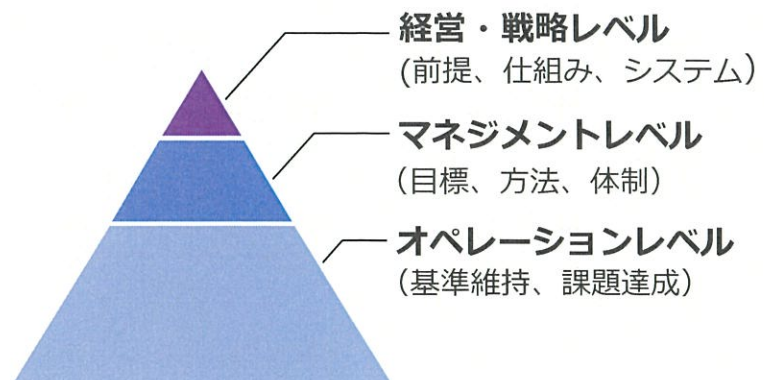 経営・戦略レベル
(前提、仕組み、システム)
マネジメントレベル
(目標、方法、体制)
オペレーションレベル
(基準維持、課題達成)